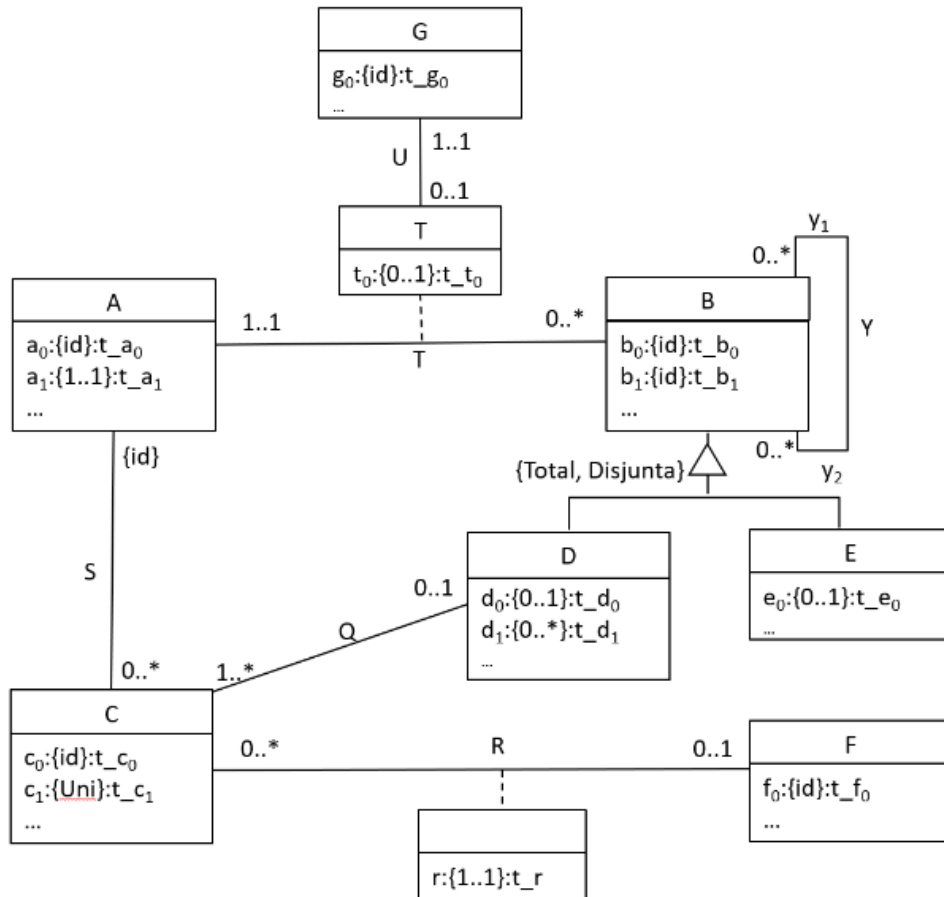 G
g₀:{id}:t_g₀
...
1..1
U
0..1
T
t₀:{0..1}:t_t₀
y₁
0..*
A
a₀:{id}:t_a₀
a₁:{1..1}:t_a₁
...
1..1
0..*
T
B
b₀:{id}:t_b₀
b₁:{id}:t_b₁
...
Y
0..*
y₂
{id}
{Total, Disjunta}
S
0..*
D
d₀:{0..1}:t_d₀
d₁:{0..*}:t_d₁
...
E
e₀:{0..1}:t_e₀
...
0..1
Q
1..*
C
c₀:{id}:t_c₀
c₁:{Uni}:t_c₁
...
0..*
R
0..1
F
f₀:{id}:t_f₀
...
r:{1..1}:t_r